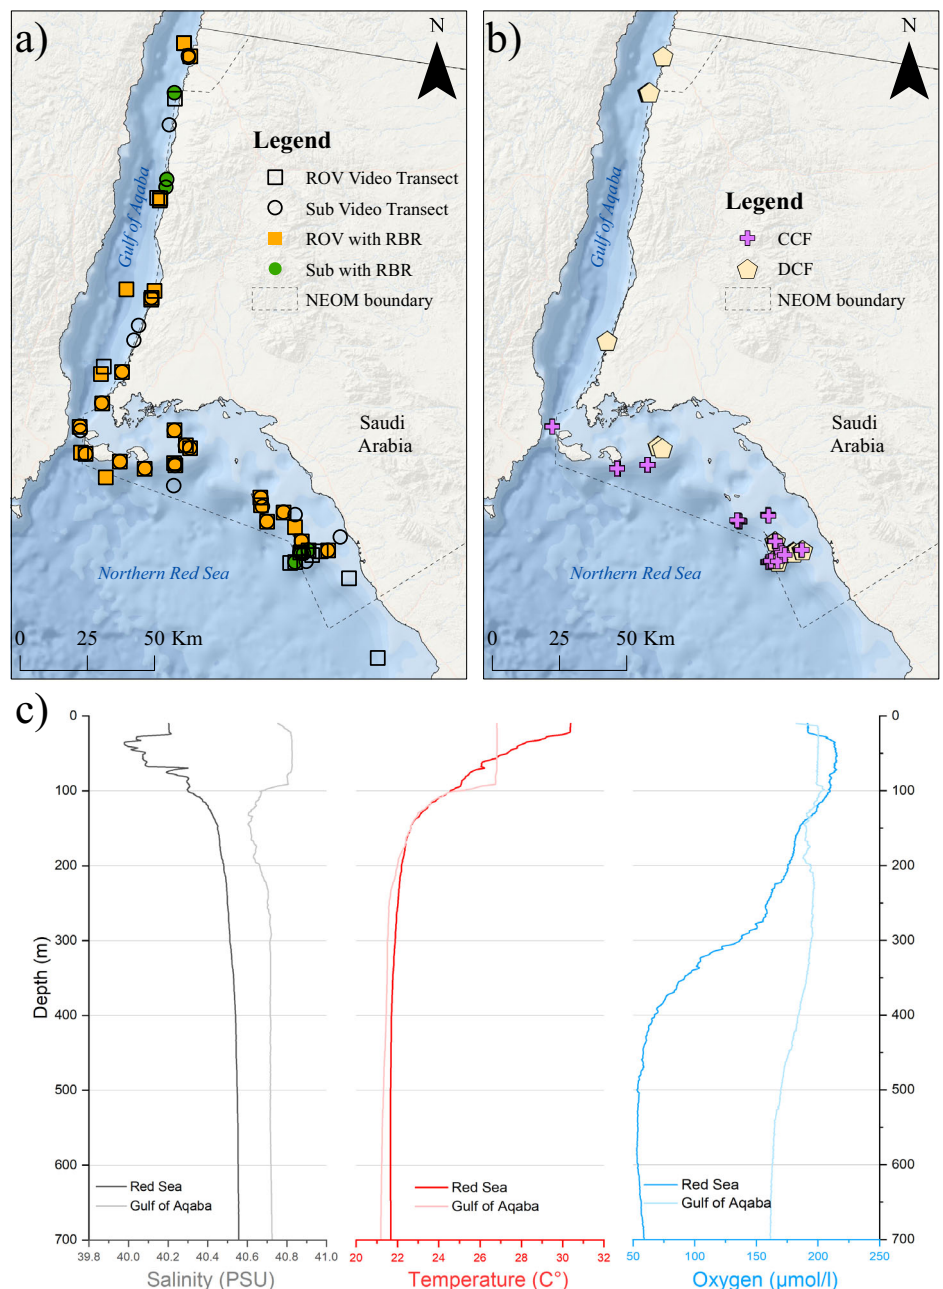 a)
N
Gulf of Aqaba
Legend
ROV Video Transect
Sub Video Transect
ROV with RBR
Sub with RBR
NEOM boundary
Saudi
Arabia
Northern Red Sea
0 25 50 Km
b)
N
Gulf of Aqaba
Legend
CCF
DCF
NEOM boundary
Saudi
Arabia
Northern Red Sea
0 25 50 Km
c)
Depth (m)
0
100
200
300
400
500
600
700
Red Sea
Gulf of Aqaba
39.8 40.0 40.2 40.4 40.6 40.8 41.0
Salinity (PSU)
Red Sea
Gulf of Aqaba
20 22 24 26 28 30 32
Temperature (C°)
Red Sea
Gulf of Aqaba
50 100 150 200 250
Oxygen (µmol/l)
0
100
200
300
400
500
600
700